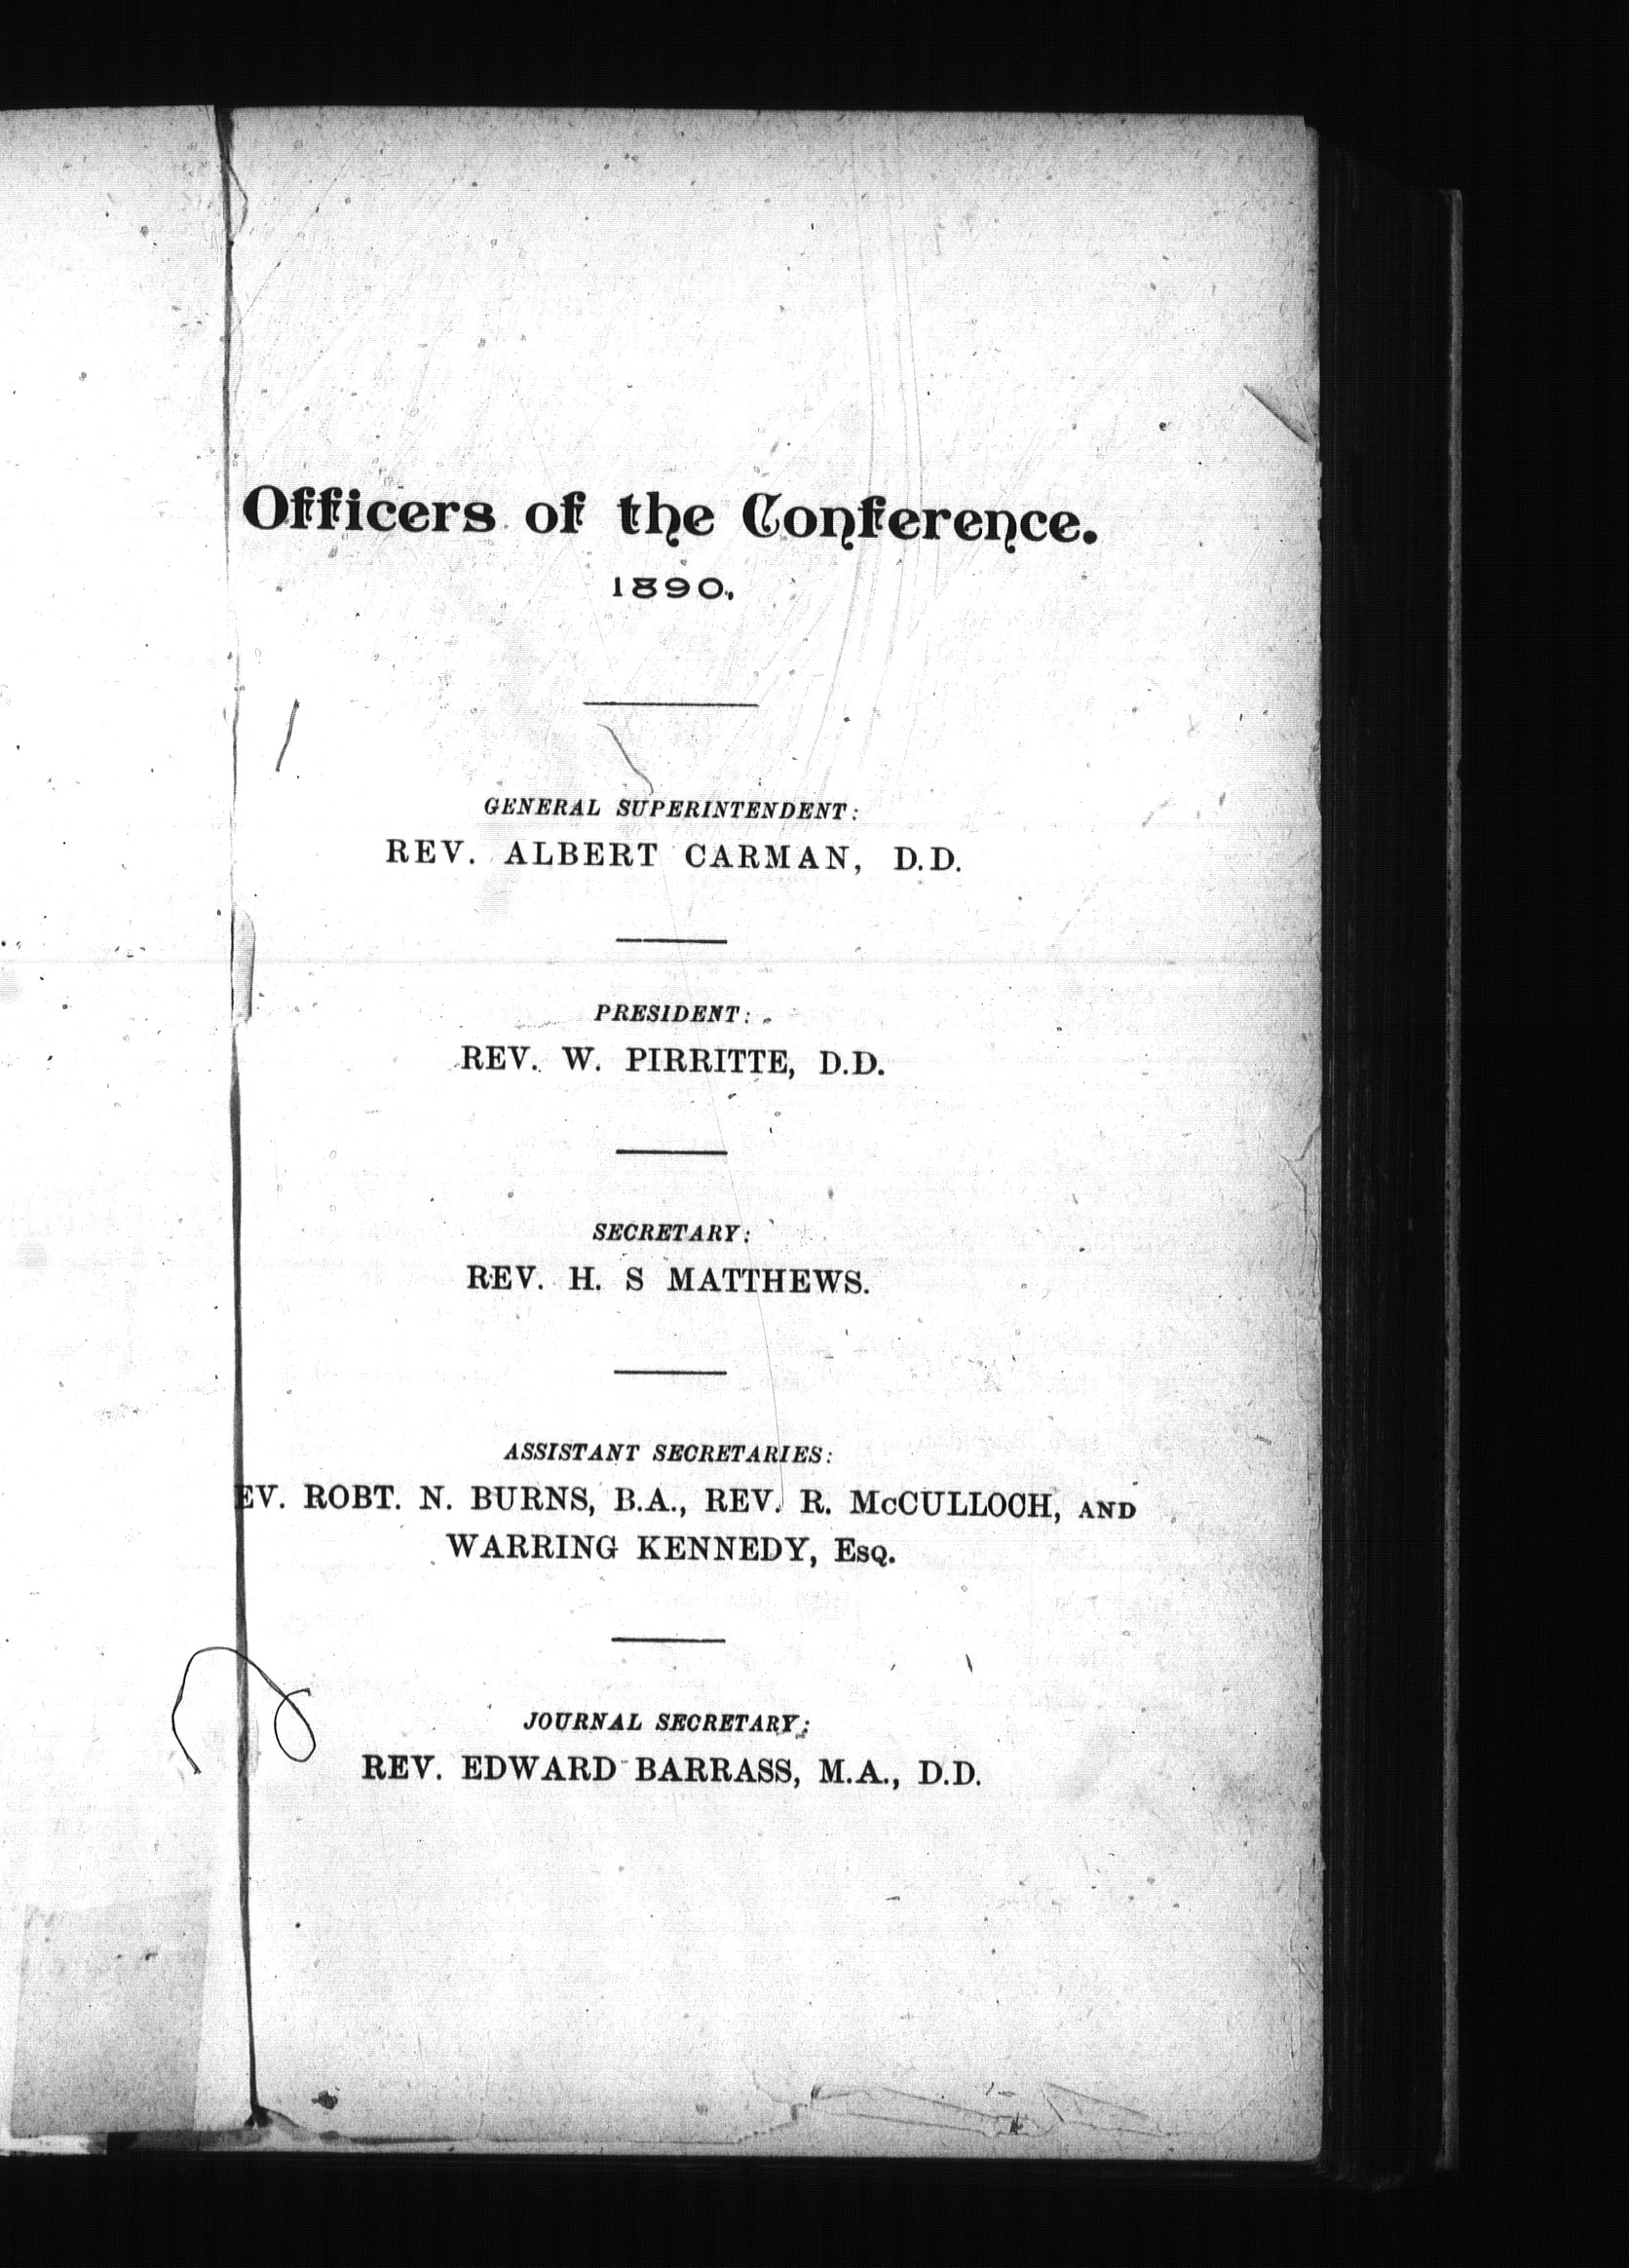 Officers of the Conference.
1890.
GENERAL SUPERINTENDENT:
REV. ALBERT CARMAN, D.D.
PRESIDENT:
REV. W. PIRRITTE, D.D.
SECRETARY:
REV. H. S MATTHEWS.
ASSISTANT SECRETARIES:
EV. ROBT. N. BURNS, B.A., REV. R. McCULLOCH, AND
WARRING KENNEDY, ESQ.
JOURNAL SECRETARY:
REV. EDWARD BARRASS, M.A., D.D.